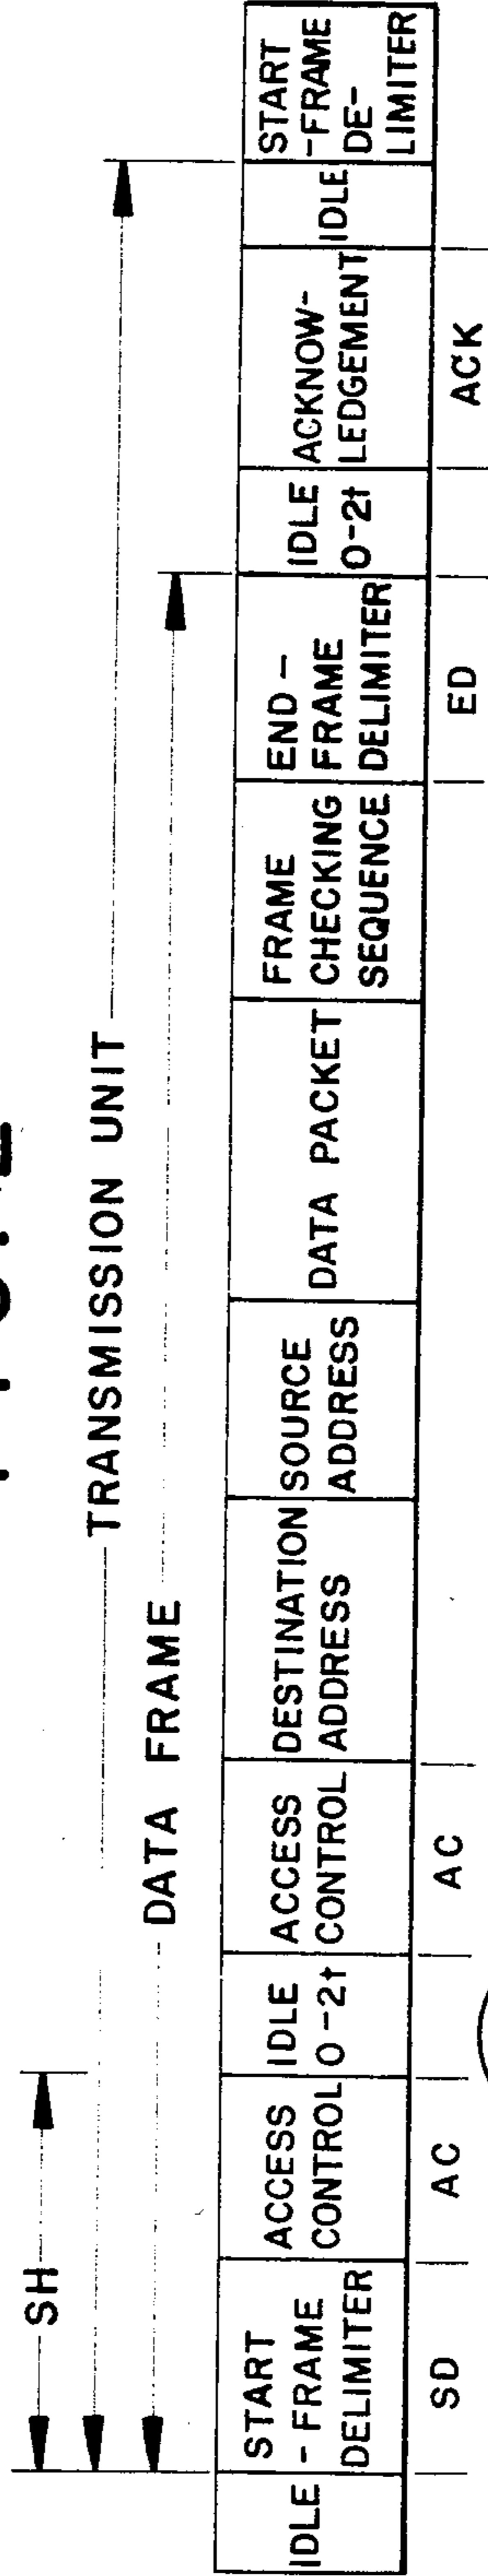 SH
TRANSMISSION UNIT
DATA FRAME
IDLE
START
-FRAME
DELIMITER
ACCESS
CONTROL
IDLE
0-2t
ACCESS
CONTROL
DESTINATION
ADDRESS
SOURCE
ADDRESS
DATA PACKET
FRAME
CHECKING
SEQUENCE
END-
FRAME
DELIMITER
IDLE
0-2t
ACKNOW-
LEDGEMENT
IDLE
START
-FRAME
DE-
LIMITER
SD
AC
AC
ED
ACK